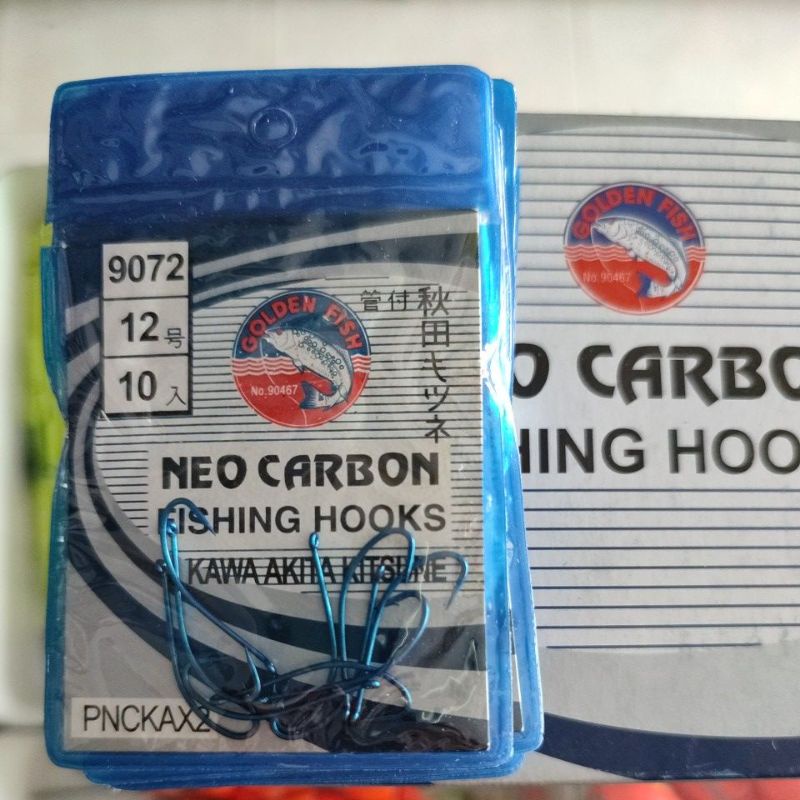 9072
12号
10入
GOLDEN FISH
No.90467
管付
秋田キツネ
NEO CARBON
FISHING HOOKS
KAWA AKITA KITSUNE
PNCKAX2
GOLDEN FISH
No.90467
O CARBO
HING HOO